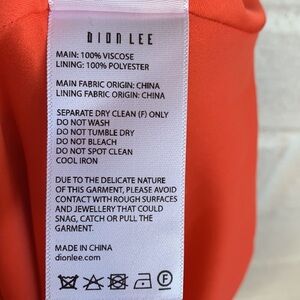 DION LEE
MAIN: 100% VISCOSE
LINING: 100% POLYESTER
MAIN FABRIC ORIGIN: CHINA
LINING FABRIC ORIGIN: CHINA
SEPARATE DRY CLEAN (F) ONLY
DO NOT WASH
DO NOT TUMBLE DRY
DO NOT BLEACH
DO NOT SPOT CLEAN
COOL IRON
DUE TO THE DELICATE NATURE
OF THIS GARMENT, PLEASE AVOID
CONTACT WITH ROUGH SURFACES
AND JEWELLERY THAT COULD
SNAG, CATCH OR PULL THE
GARMENT.
MADE IN CHINA
dionlee.com
F